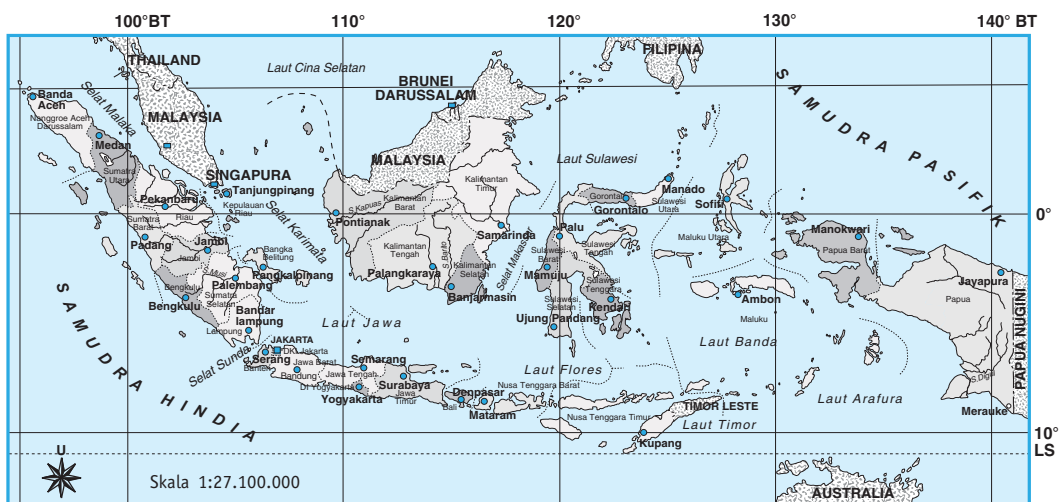 100°BT
110°
120°
130°
140° BT
THAILAND
Laut Cina Selatan
FILIPINA
BRUNEI
DARUSSALAM
Banda
Aceh
Nanggroe Aceh
Darussalam
Selat Malaka
MALAYSIA
SAMUDRA PASIFIK
Medan
Sumatra
Utara
MALAYSIA
Laut Sulawesi
SINGAPURA
Tanjungpinang
Kepulauan
Riau
Kalimantan
Timur
Manado
Sulawesi
Utara
Gorontalo
Gorontalo
Sofifi
Pekanbaru
Riau
S.Kapuas
Kalimantan
Barat
Pontianak
0°
Sumatra
Barat
Padang
Selat Karimata
Samarinda
Palu
Maluku Utara
Manokwari
Papua Barat
Jambi
Jambi
Bangka
Belitung
Pangkalpinang
Kalimantan
Tengah
S.Barito
Selat Makasar
Sulawesi
Tengah
Sulawesi
Barat
Mamuju
S.Musi
Palembang
Sumatra
Selatan
Palangkaraya
Kalimantan
Selatan
Banjarmasin
Sulawesi
Tenggara
Kendari
Sulawesi
Selatan
Ujung Pandang
Ambon
Maluku
Jayapura
Papua
Bengkulu
Bengkulu
Bandar
lampung
Lampung
SAMUDRA HINDIA
Laut Jawa
Laut Banda
PAPUA NUGINI
Selat Sunda
JAKARTA
DKI Jakarta
Serang
Banten
Jawa Barat
Bandung
Semarang
Jawa Tengah
DI Yogyakarta
Yogyakarta
Surabaya
Jawa
Timur
Laut Flores
Denpasar
Bali
Mataram
Nusa Tenggara Barat
Nusa Tenggara Timur
TIMOR LESTE
Laut Timor
Kupang
Laut Arafura
S.Digul
Merauke
10°
LS
U
Skala 1:27.100.000
AUSTRALIA